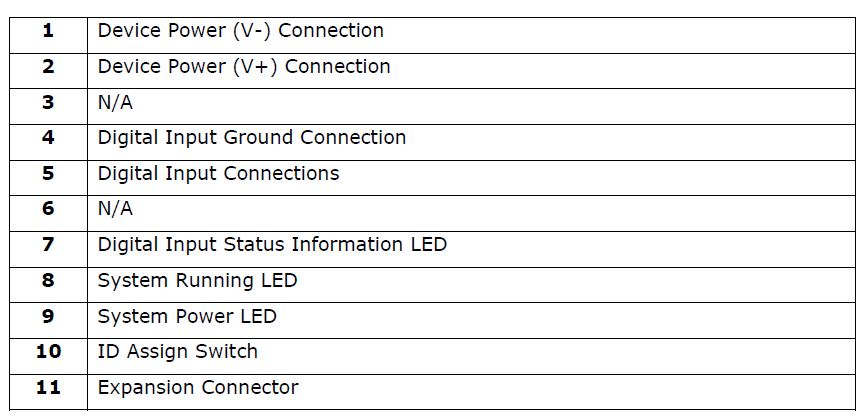 1 Device Power (V-) Connection
2 Device Power (V+) Connection
3 N/A
4 Digital Input Ground Connection
5 Digital Input Connections
6 N/A
7 Digital Input Status Information LED
8 System Running LED
9 System Power LED
10 ID Assign Switch
11 Expansion Connector